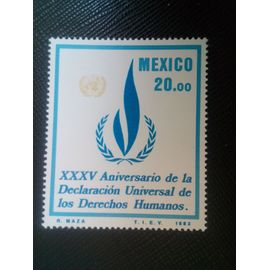 MEXICO
20.00
XXXV Aniversario de la
Declaración Universal de
los Derechos Humanos.
R. MAZA T.I.E.V. 1983